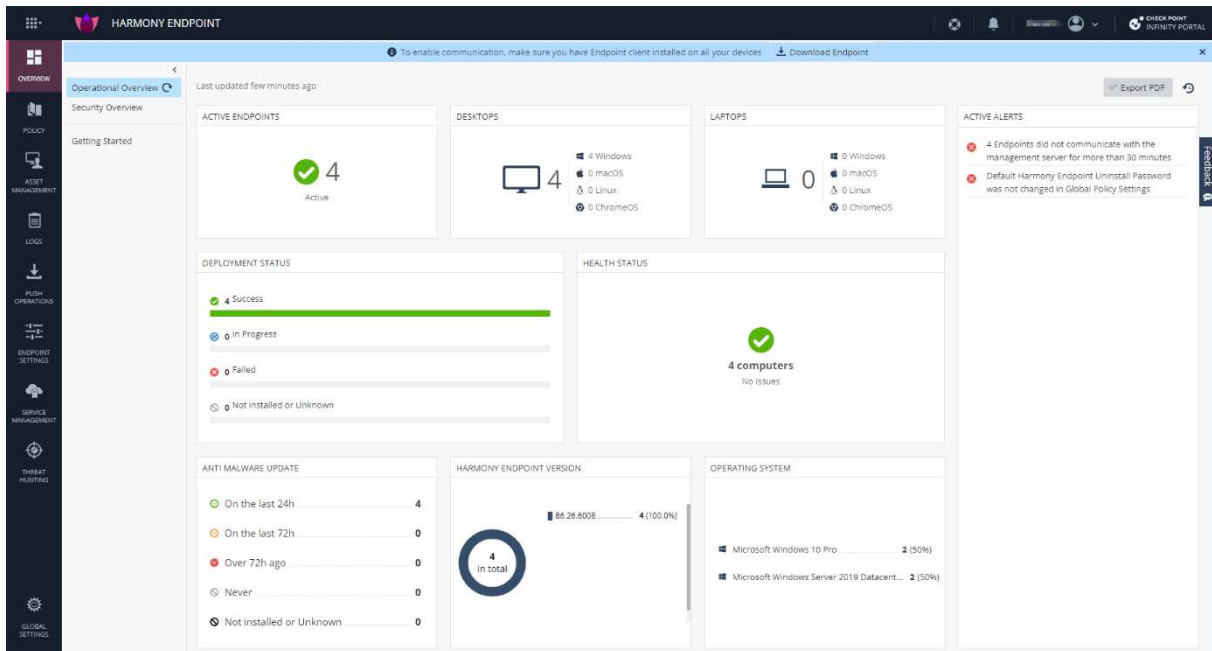 HARMONY ENDPOINT
CHECK POINT
INFINITY PORTAL
To enable communication, make sure you have Endpoint client installed on all your devices Download Endpoint
OVERVIEW
POLICY
ASSET
MANAGEMENT
LOGS
PUSH
OPERATIONS
ENDPOINT
SETTINGS
SERVICE
MANAGEMENT
THREAT
HUNTING
GLOBAL
SETTINGS
Operational Overview
Security Overview
Getting Started
Last updated few minutes ago
Export PDF
ACTIVE ENDPOINTS
4
Active
DESKTOPS
4
4 Windows
0 macOS
0 Linux
0 ChromeOS
LAPTOPS
0
0 Windows
0 macOS
0 Linux
0 ChromeOS
ACTIVE ALERTS
4 Endpoints did not communicate with the
management server for more than 30 minutes
Default Harmony Endpoint Uninstall Password
was not changed in Global Policy Settings
Feedback
DEPLOYMENT STATUS
4 Success
0 In Progress
0 Failed
0 Not installed or Unknown
HEALTH STATUS
4 computers
No issues
ANTI MALWARE UPDATE
On the last 24h 4
On the last 72h 0
Over 72h ago 0
Never 0
Not installed or Unknown 0
HARMONY ENDPOINT VERSION
4
in total
86.26.6008 4 (100.0%)
OPERATING SYSTEM
Microsoft Windows 10 Pro 2 (50%)
Microsoft Windows Server 2019 Datacent... 2 (50%)